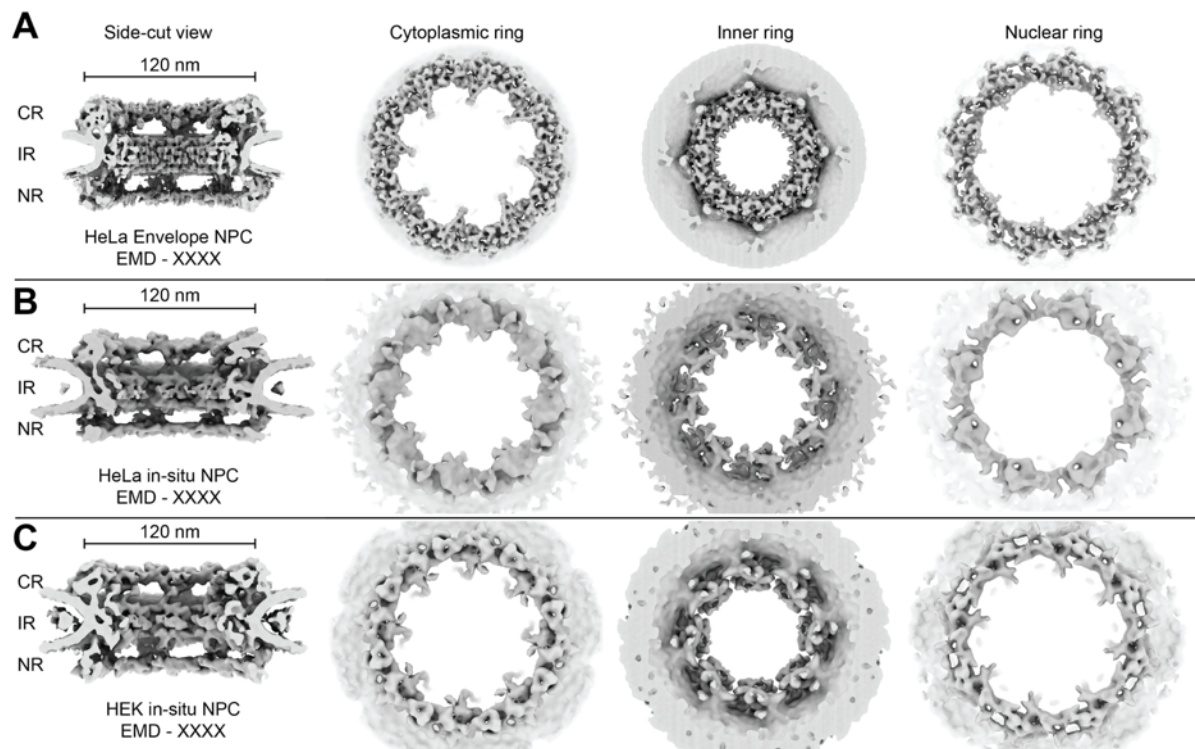 A
Side-cut view
Cytoplasmic ring
Inner ring
Nuclear ring
120 nm
CR
IR
NR
HeLa Envelope NPC
EMD - XXXX
B
120 nm
CR
IR
NR
HeLa in-situ NPC
EMD - XXXX
C
120 nm
CR
IR
NR
HEK in-situ NPC
EMD - XXXX